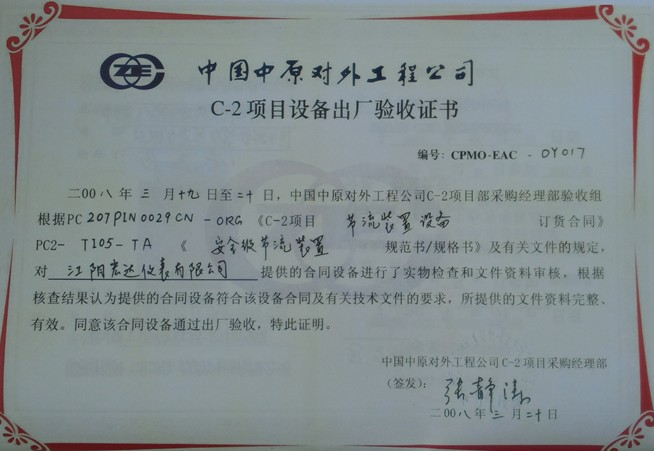 CZEC
中国中原对外工程公司
C-2项目设备出厂验收证书
编号: CPMO-EAC - DY017
二00八年三月十九日至二十日，中国中原对外工程公司C-2项目部采购经理部验收组
根据PC 207P1N0029CN-ORG《C-2项目 节流装置设备 订货合同》
PC2- T105-TA 《 安全级节流装置 规范书/规格书》及有关文件的规定，
对 江阴宏达仪表有限公司 提供的合同设备进行了实物检查和文件资料审核，根据
核查结果认为提供的合同设备符合该设备合同及有关技术文件的要求，所提供的文件资料完整、
有效。同意该合同设备通过出厂验收，特此证明。
中国中原对外工程公司C-2项目采购经理部
(签发): 张静涛
二00八年三月二十日